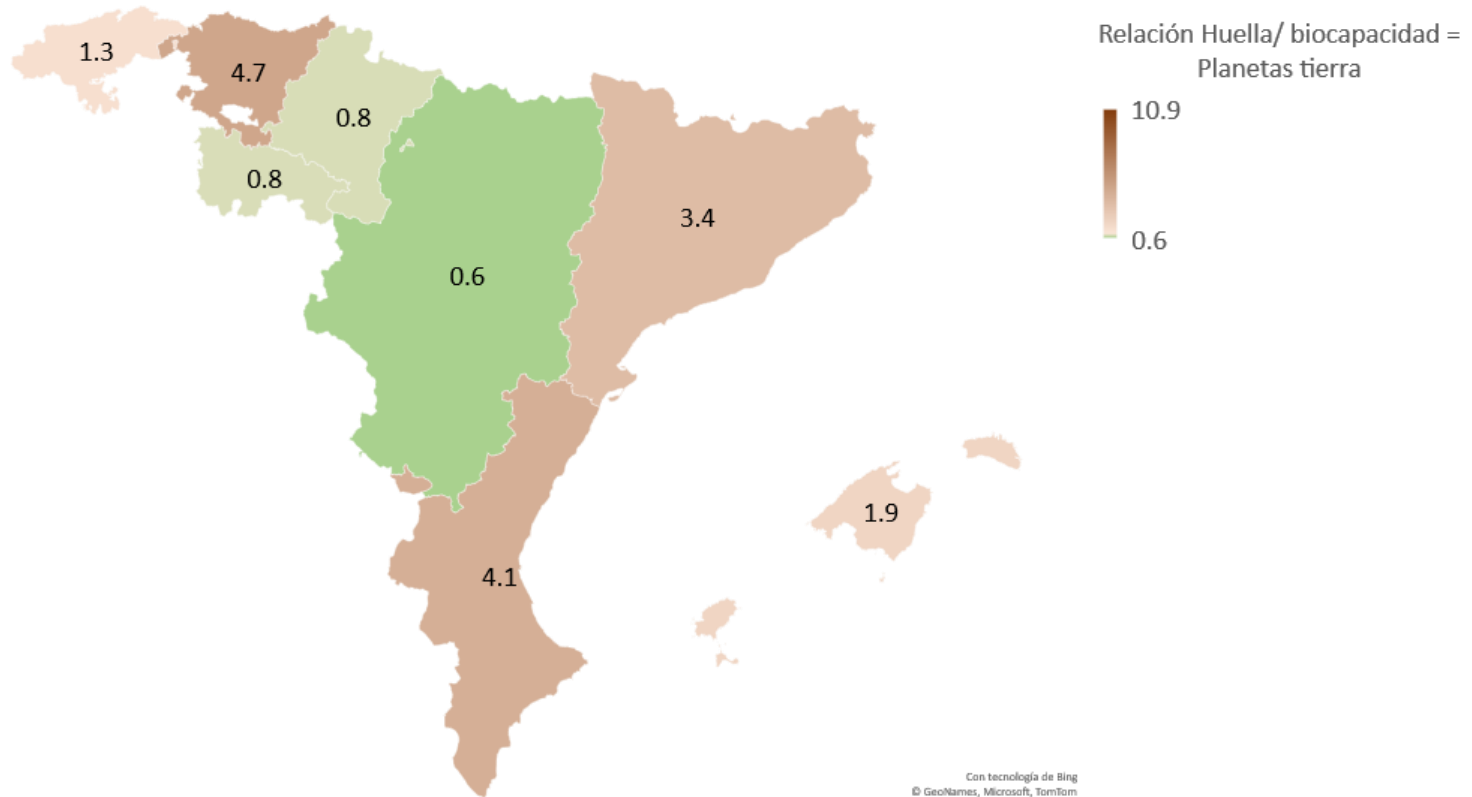 Relación Huella/ biocapacidad =
Planetas tierra
10.9
0.6
1.3
4.7
0.8
0.8
3.4
0.6
1.9
4.1
Con tecnología de Bing
© GeoNames, Microsoft, TomTom